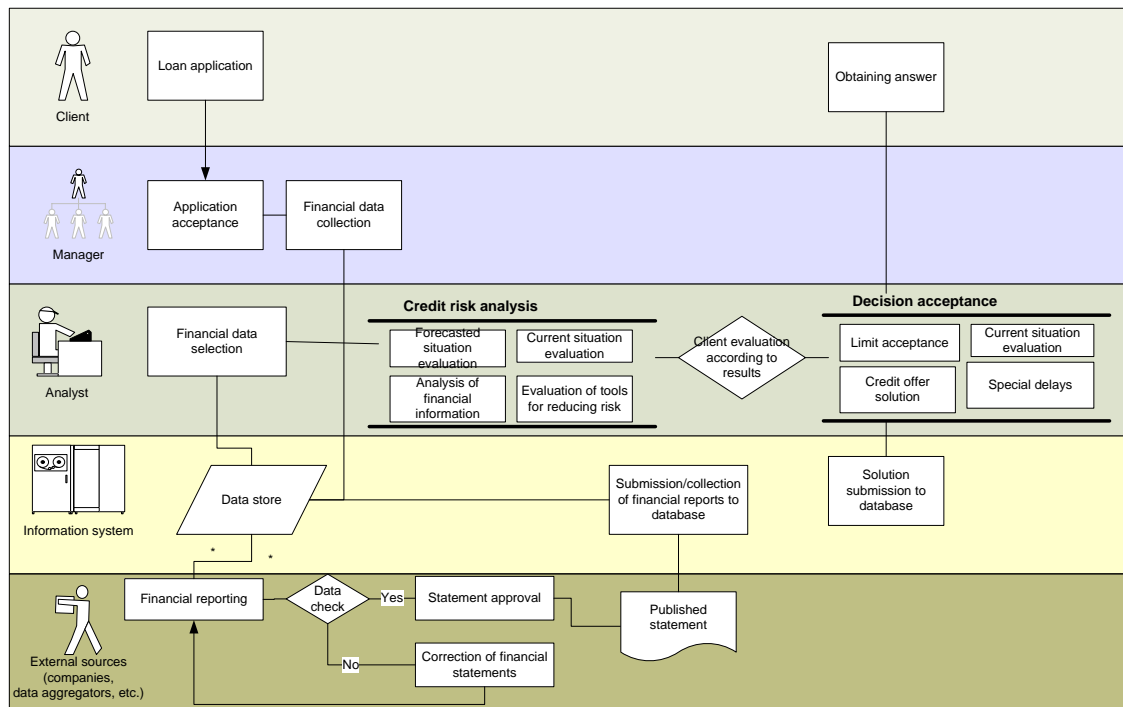 Loan application
Obtaining answer
Client
Application
acceptance
Financial data
collection
Manager
Credit risk analysis
Decision acceptance
Financial data
selection
Forecasted
situation
evaluation
Current situation
evaluation
Client evaluation
according to
results
Limit acceptance
Current situation
evaluation
Analysis of
financial
information
Evaluation of tools
for reducing risk
Credit offer
solution
Special delays
Analyst
Data store
Submission/collection
of financial reports to
database
Solution
submission to
database
Information system
*
*
Financial reporting
Data
check
Yes
Statement approval
Published
statement
No
Correction of financial
statements
External sources
(companies,
data aggregators, etc.)